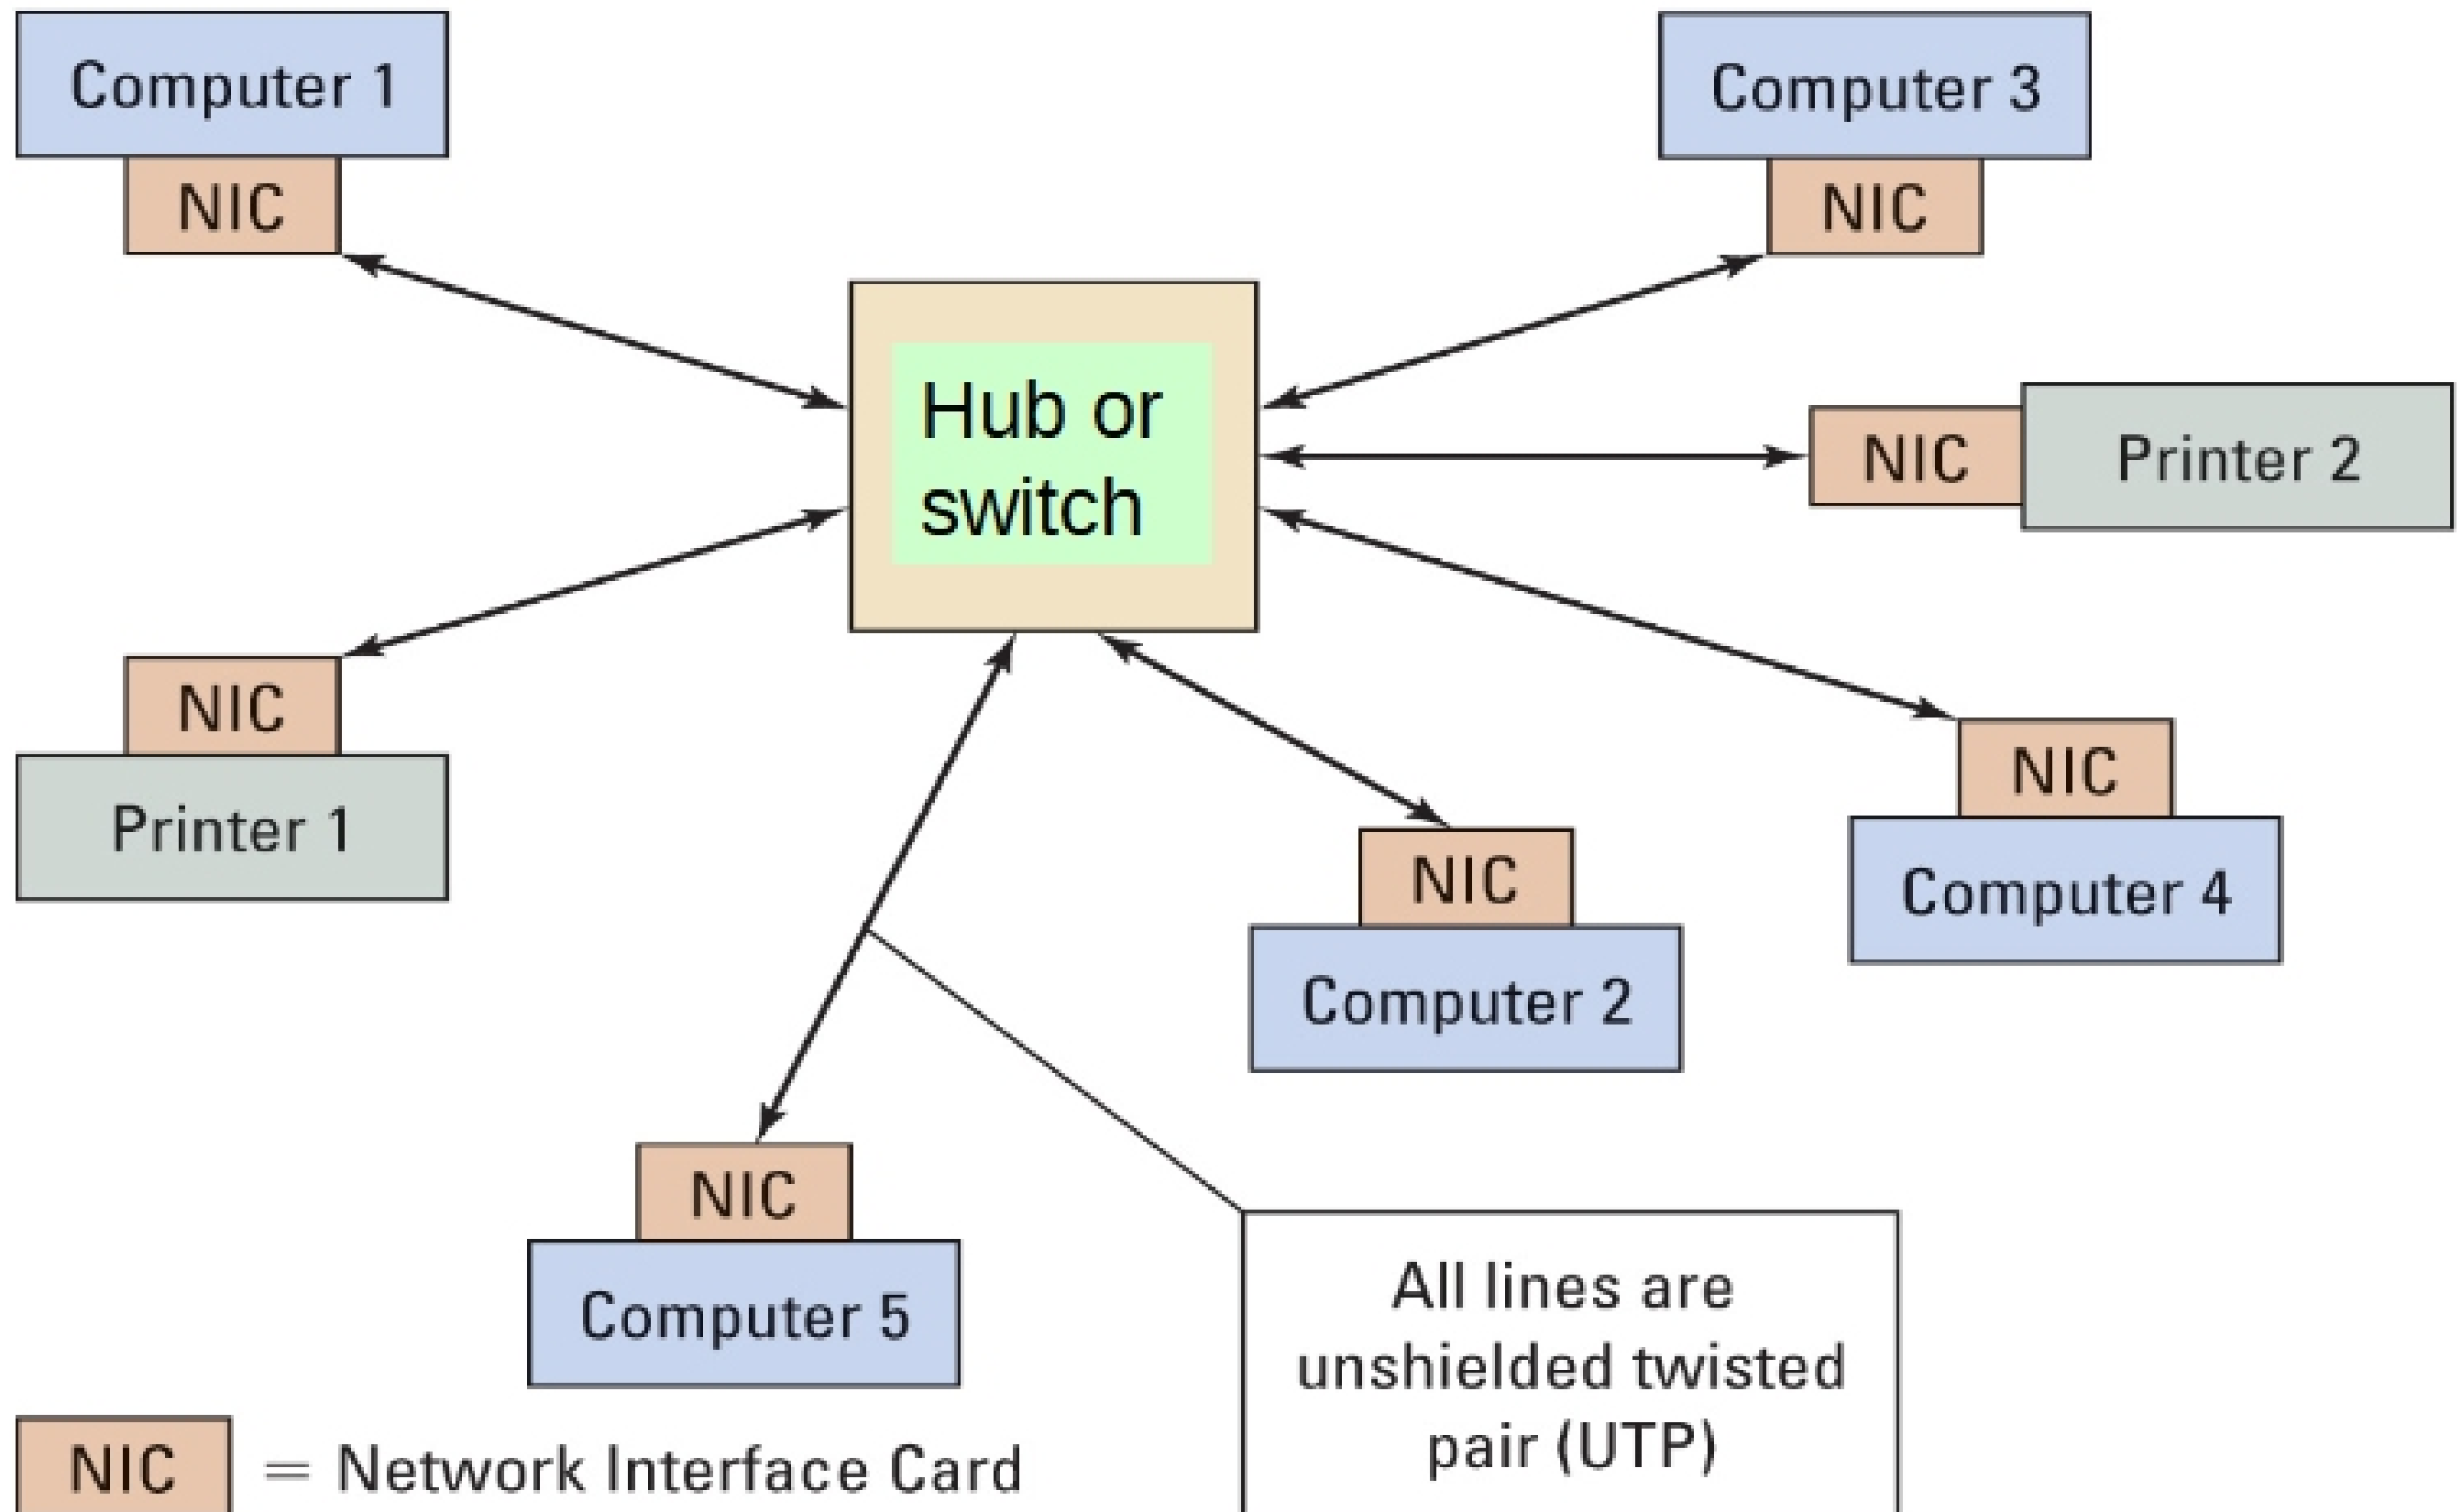 Computer 1
NIC
Computer 3
NIC
Hub or
switch
NIC
Printer 2
NIC
Printer 1
NIC
Computer 4
NIC
Computer 2
NIC
Computer 5
All lines are
unshielded twisted
pair (UTP)
NIC = Network Interface Card